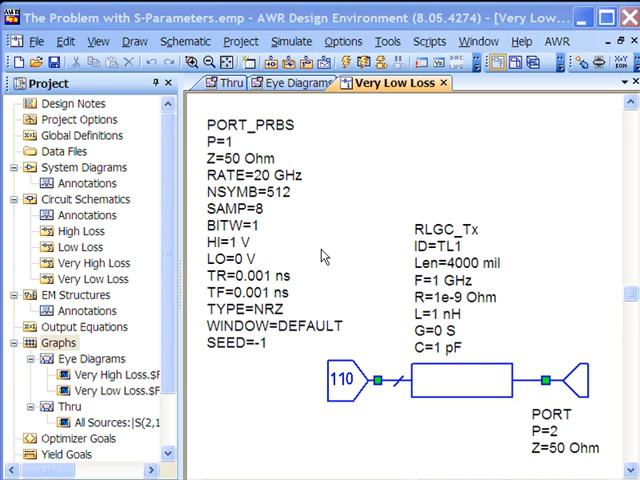 The Problem with S-Parameters.emp - AWR Design Environment (8.05.4274) - [Very Low
File Edit View Draw Schematic Project Simulate Options Tools Scripts Window Help AWR
Project
Thru
Eye Diagrams
Very Low Loss
Design Notes
Project Options
Global Definitions
Data Files
System Diagrams
Annotations
Circuit Schematics
Annotations
High Loss
Low Loss
Very High Loss
Very Low Loss
EM Structures
Annotations
Output Equations
Graphs
Eye Diagrams
Very High Loss.$F
Very Low Loss.$F
Thru
All Sources:|S(2,1
Optimizer Goals
Yield Goals
PORT_PRBS
P=1
Z=50 Ohm
RATE=20 GHz
NSYMB=512
SAMP=8
BITW=1
HI=1 V
LO=0 V
TR=0.001 ns
TF=0.001 ns
TYPE=NRZ
WINDOW=DEFAULT
SEED=-1
RLGC_Tx
ID=TL1
Len=4000 mil
F=1 GHz
R=1e-9 Ohm
L=1 nH
G=0 S
C=1 pF
110
PORT
P=2
Z=50 Ohm